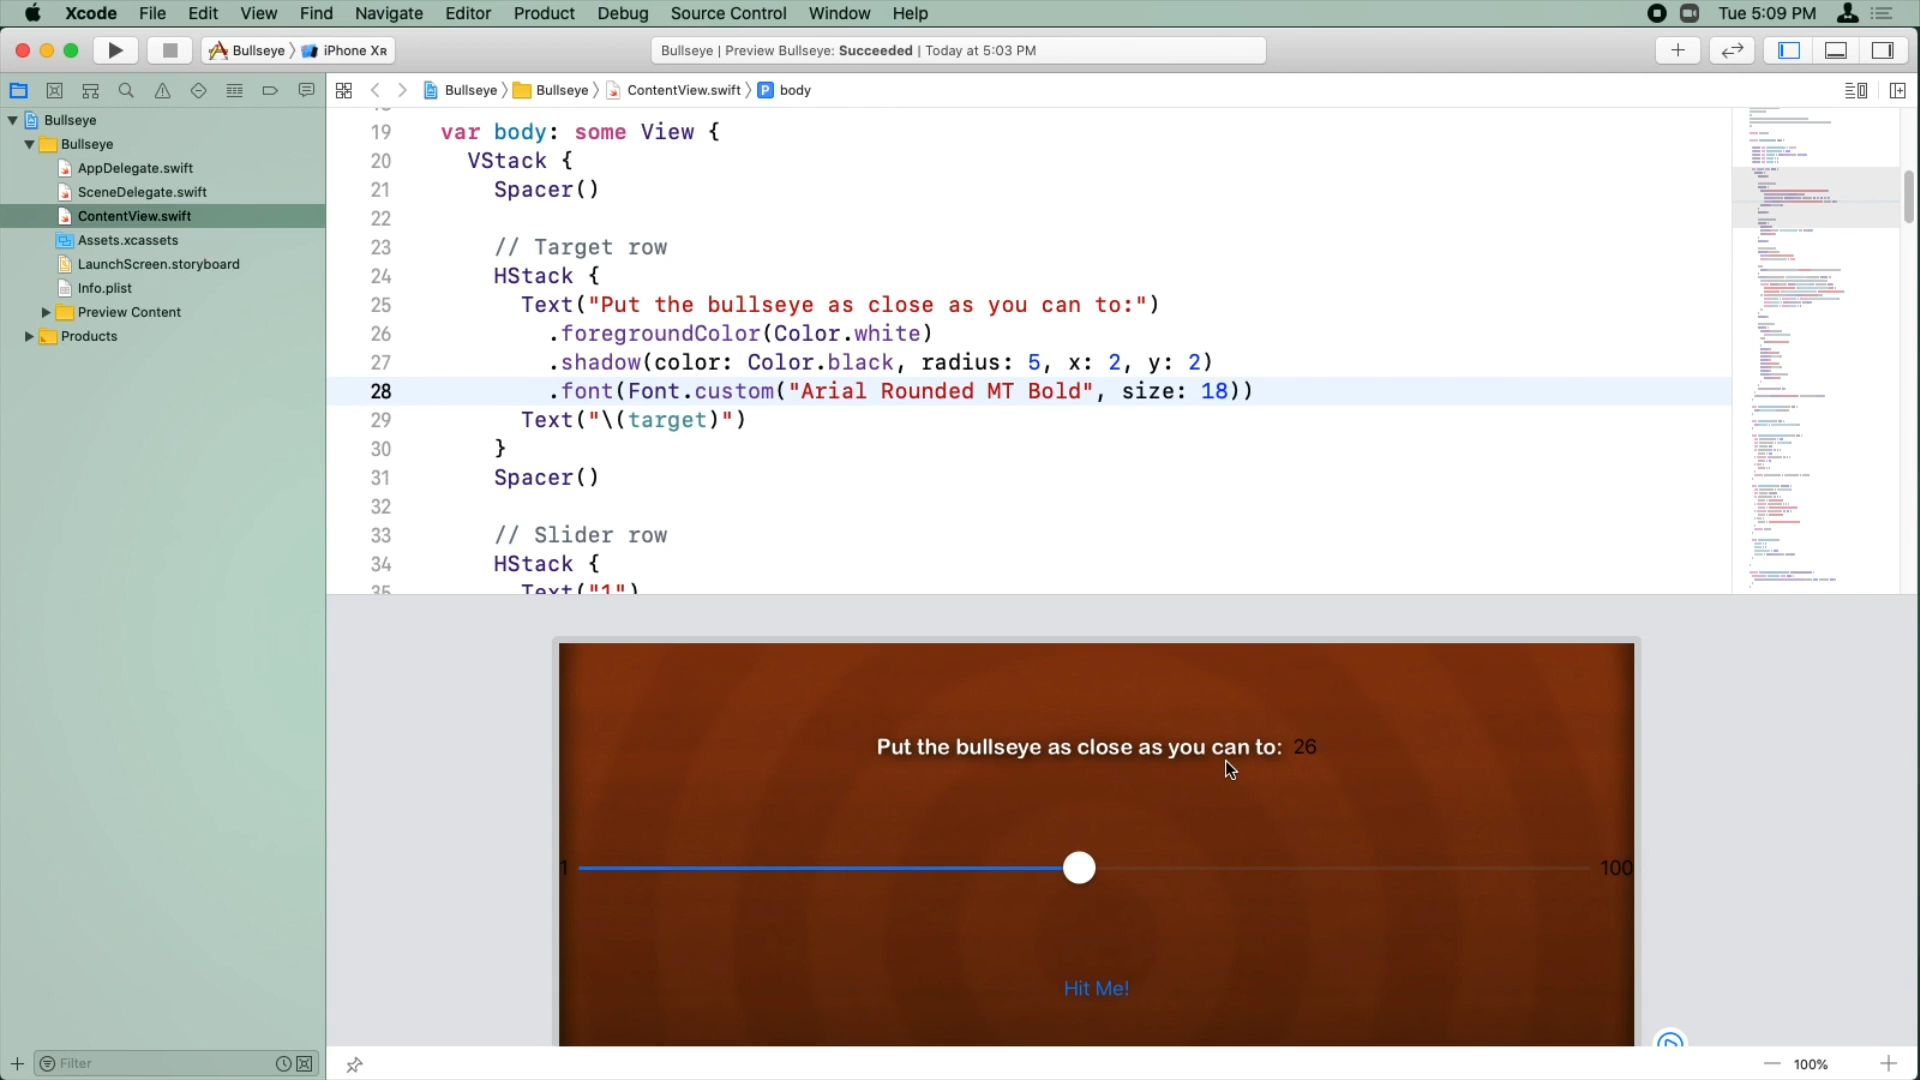 Xcode File Edit View Find Navigate Editor Product Debug Source Control Window Help Tue 5:09 PM
Bullseye iPhone XR Bullseye | Preview Bullseye: Succeeded | Today at 5:03 PM
Bullseye Bullseye ContentView.swift body
Bullseye
Bullseye
AppDelegate.swift
SceneDelegate.swift
ContentView.swift
Assets.xcassets
LaunchScreen.storyboard
Info.plist
Preview Content
Products
19 var body: some View {
20 VStack {
21 Spacer()
22
23 // Target row
24 HStack {
25 Text("Put the bullseye as close as you can to:")
26 .foregroundColor(Color.white)
27 .shadow(color: Color.black, radius: 5, x: 2, y: 2)
28 .font(Font.custom("Arial Rounded MT Bold", size: 18))
29 Text("\(target)")
30 }
31 Spacer()
32
33 // Slider row
34 HStack {
35 Text("1")
Put the bullseye as close as you can to: 26
1 100
Hit Me!
Filter
100%